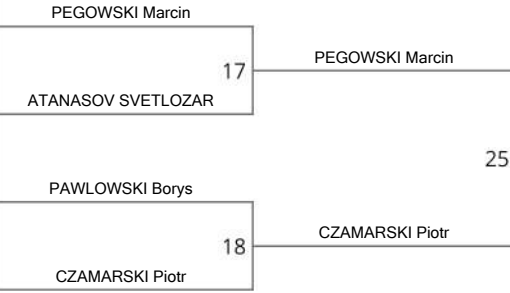 PEGOWSKI Marcin
17
PEGOWSKI Marcin
ATANASOV SVETLOZAR
25
PAWLOWSKI Borys
18
CZAMARSKI Piotr
CZAMARSKI Piotr